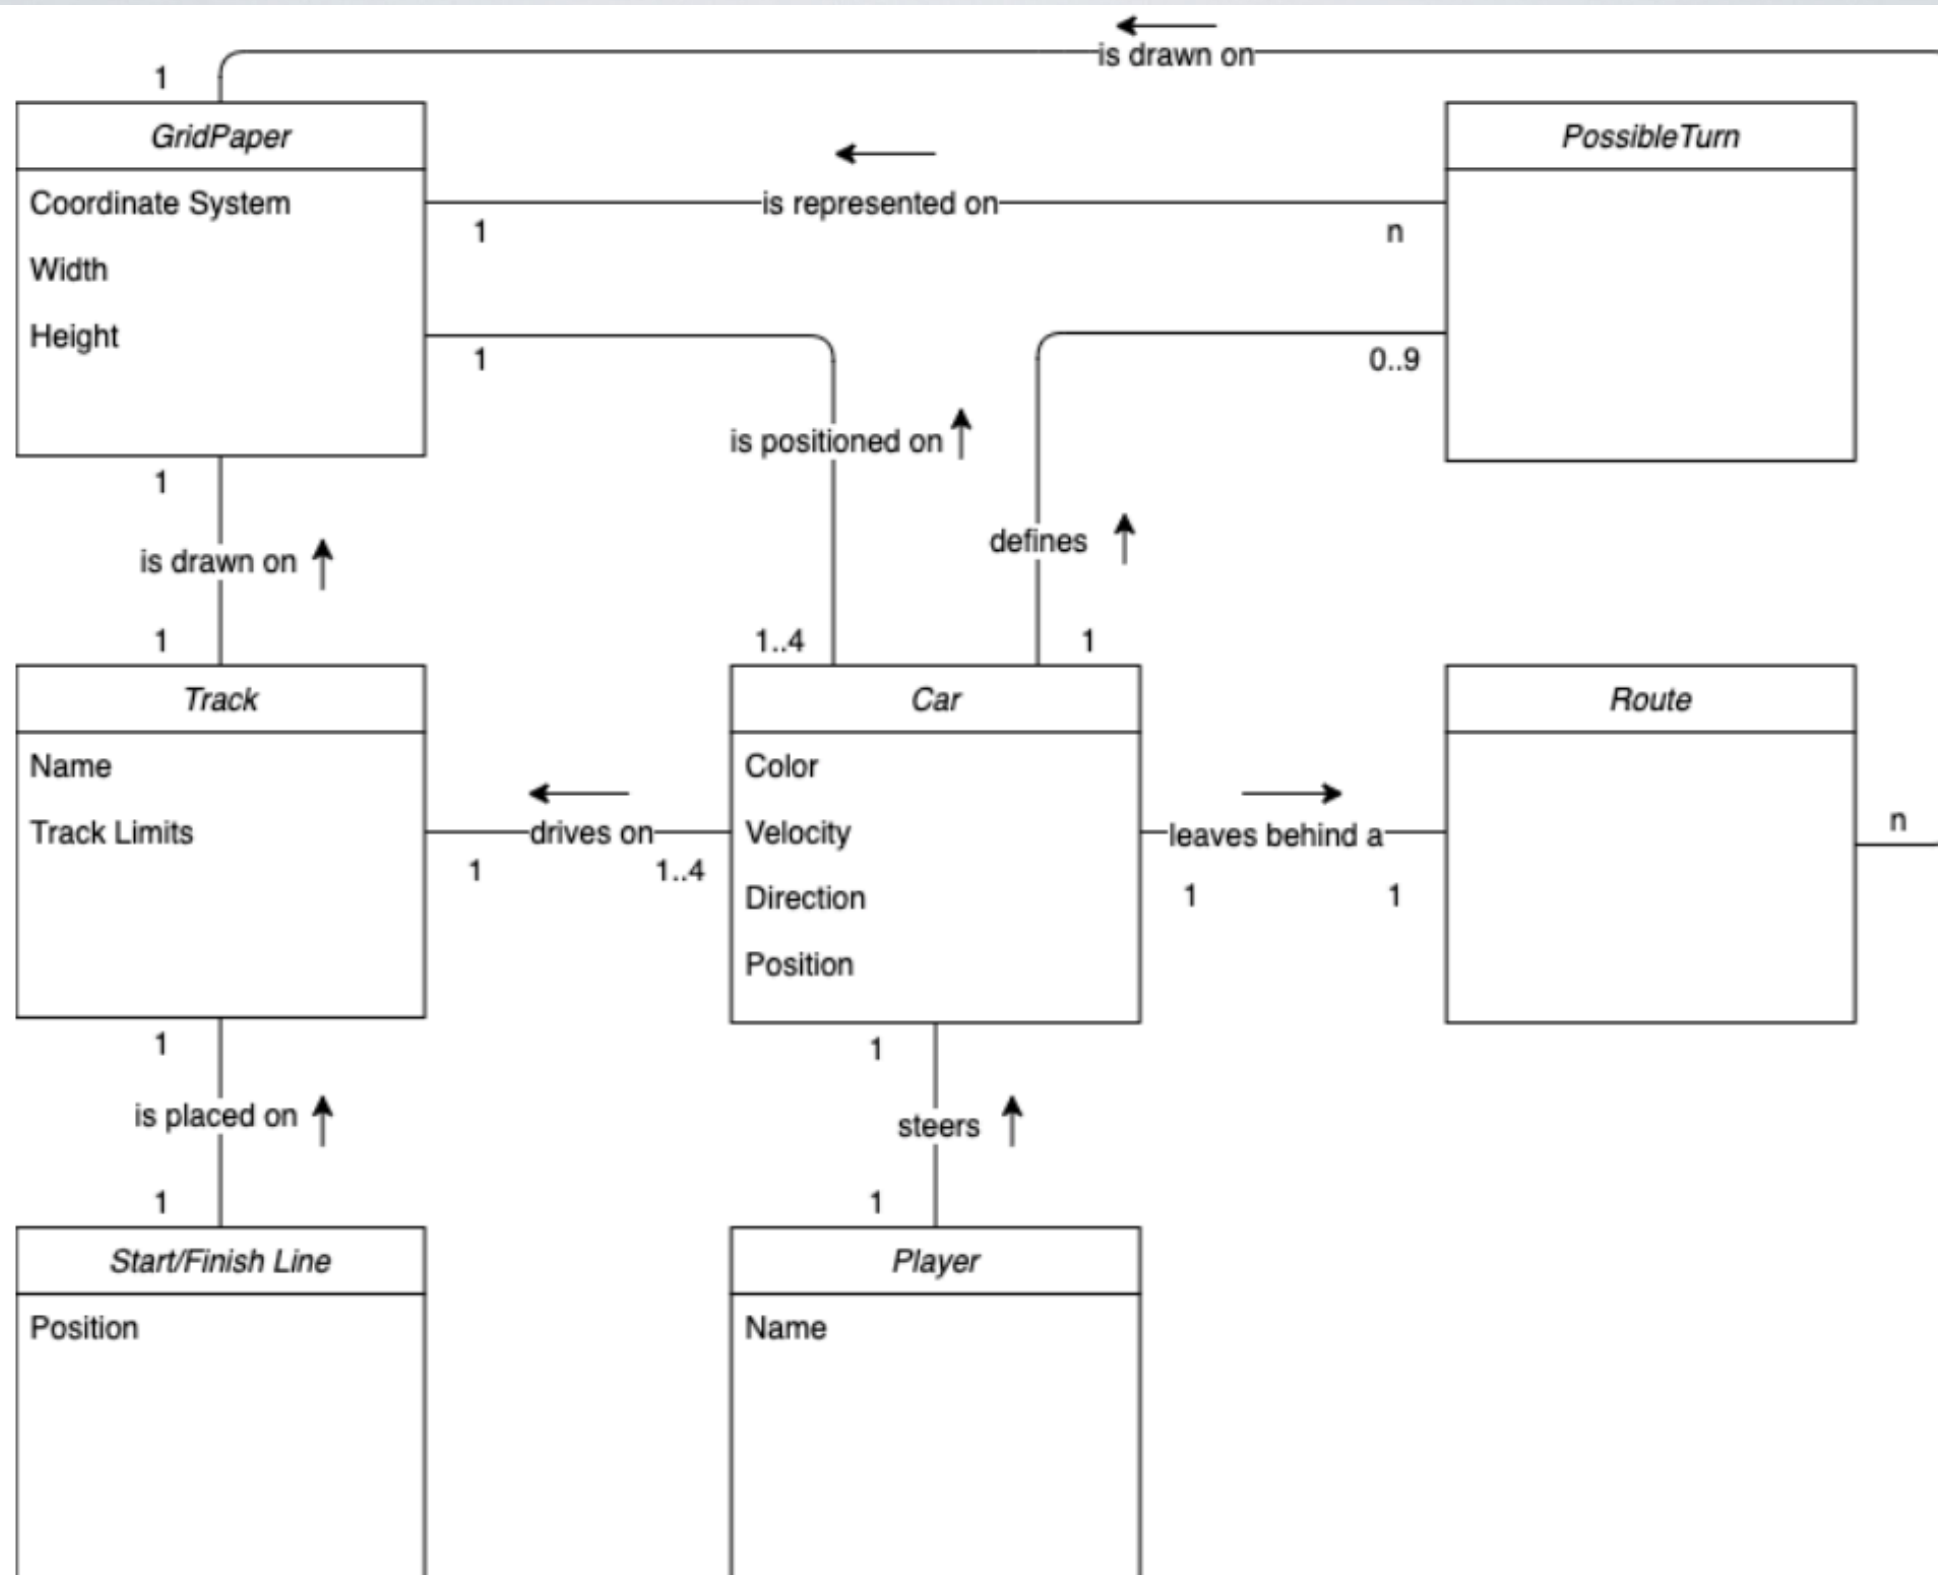 is drawn on
1
GridPaper
PossibleTurn
Coordinate System
is represented on
1
n
Width
Height
1
0..9
is positioned on
1
defines
is drawn on
1
1..4
1
Track
Car
Route
Name
Color
Track Limits
drives on
Velocity
leaves behind a
n
1
1..4
Direction
1
1
Position
1
1
is placed on
steers
1
1
Start/Finish Line
Player
Position
Name